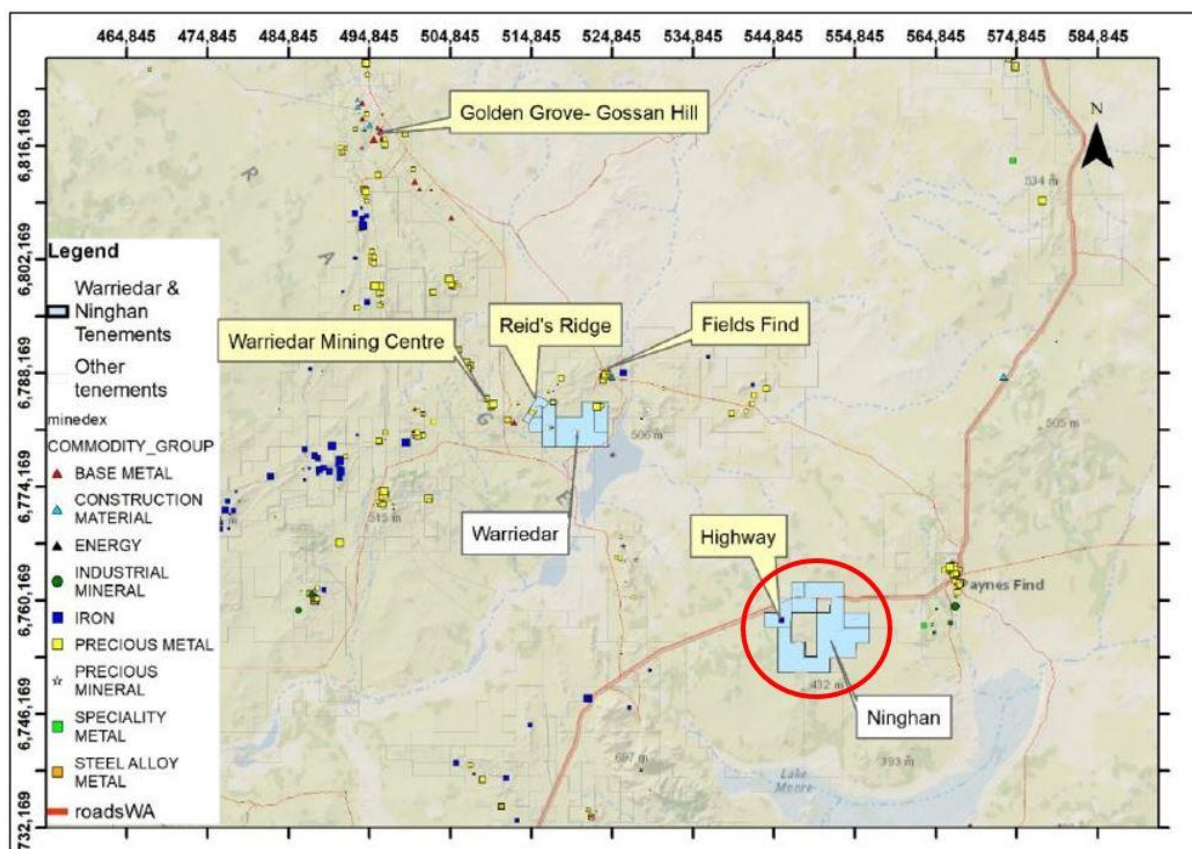 464,845 474,845 484,845 494,845 504,845 514,845 524,845 534,845 544,845 554,845 564,845 574,845 584,845
6,816,169
6,802,169
6,788,169
6,774,169
6,760,169
6,746,169
732,169
Golden Grove- Gossan Hill
N
534 m
R
A
G
E
Reid's Ridge
Fields Find
Warriedar Mining Centre
505 m
506 m
515 m
Warriedar
Highway
Paynes Find
432 m
Ninghan
697 m
393 m
Lake
Moore
Legend
Warriedar &
Ninghan
Tenements
Other
tenements
minedex
COMMODITY_GROUP
BASE METAL
CONSTRUCTION
MATERIAL
ENERGY
INDUSTRIAL
MINERAL
IRON
PRECIOUS METAL
PRECIOUS
MINERAL
SPECIALITY
METAL
STEEL ALLOY
METAL
roadsWA